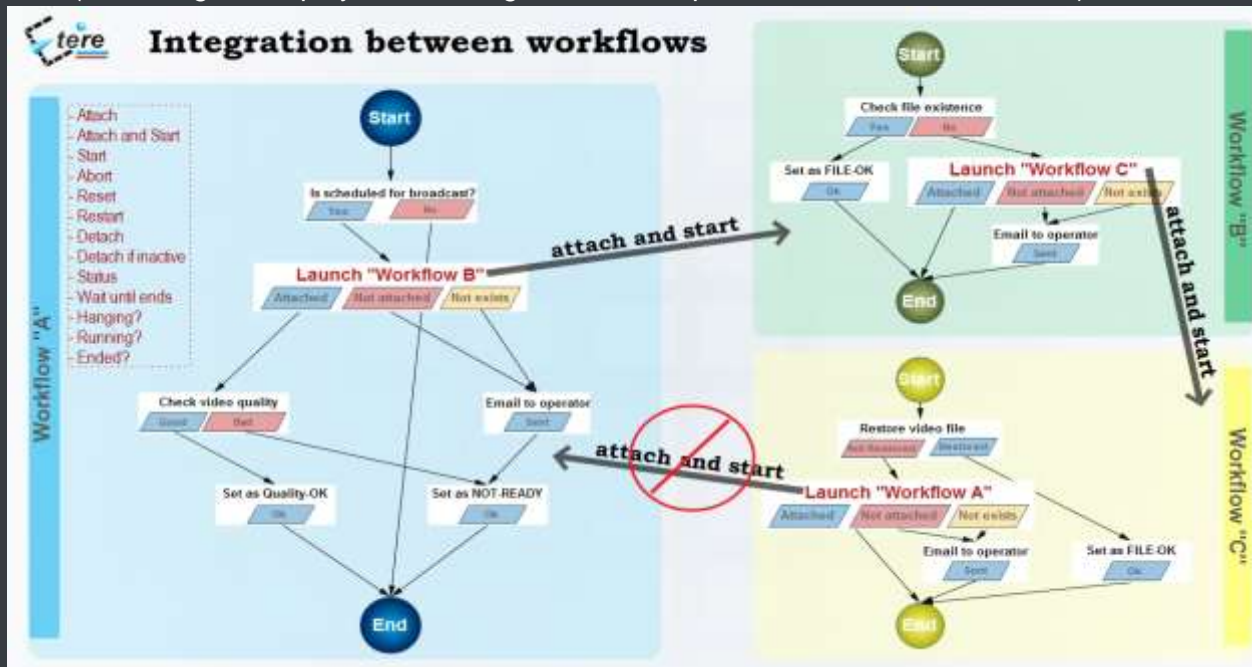 tere
Integration between workflows
Workflow "A"
- Attach
- Attach and Start
- Start
- Abort
- Reset
- Restart
- Detach
- Detach if inactive
- Status
- Wait until ends
- Hanging?
- Running?
- Ended?
Start
Is scheduled for broadcast?
Yes No
Launch "Workflow B"
Attached Not attached Not exists
Check video quality
Good Bad
Email to operator
Sent
Set as Quality-OK
Ok
Set as NOT-READY
Ok
End
attach and start
Workflow "B"
Start
Check file existence
Yes No
Set as FILE-OK
Ok
Launch "Workflow C"
Attached Not attached Not exists
Email to operator
Sent
End
attach and start
Workflow "C"
Start
Restore video file
Not Restored Restored
Launch "Workflow A"
Attached Not attached Not exists
Email to operator
Sent
Set as FILE-OK
Ok
End
attach and start